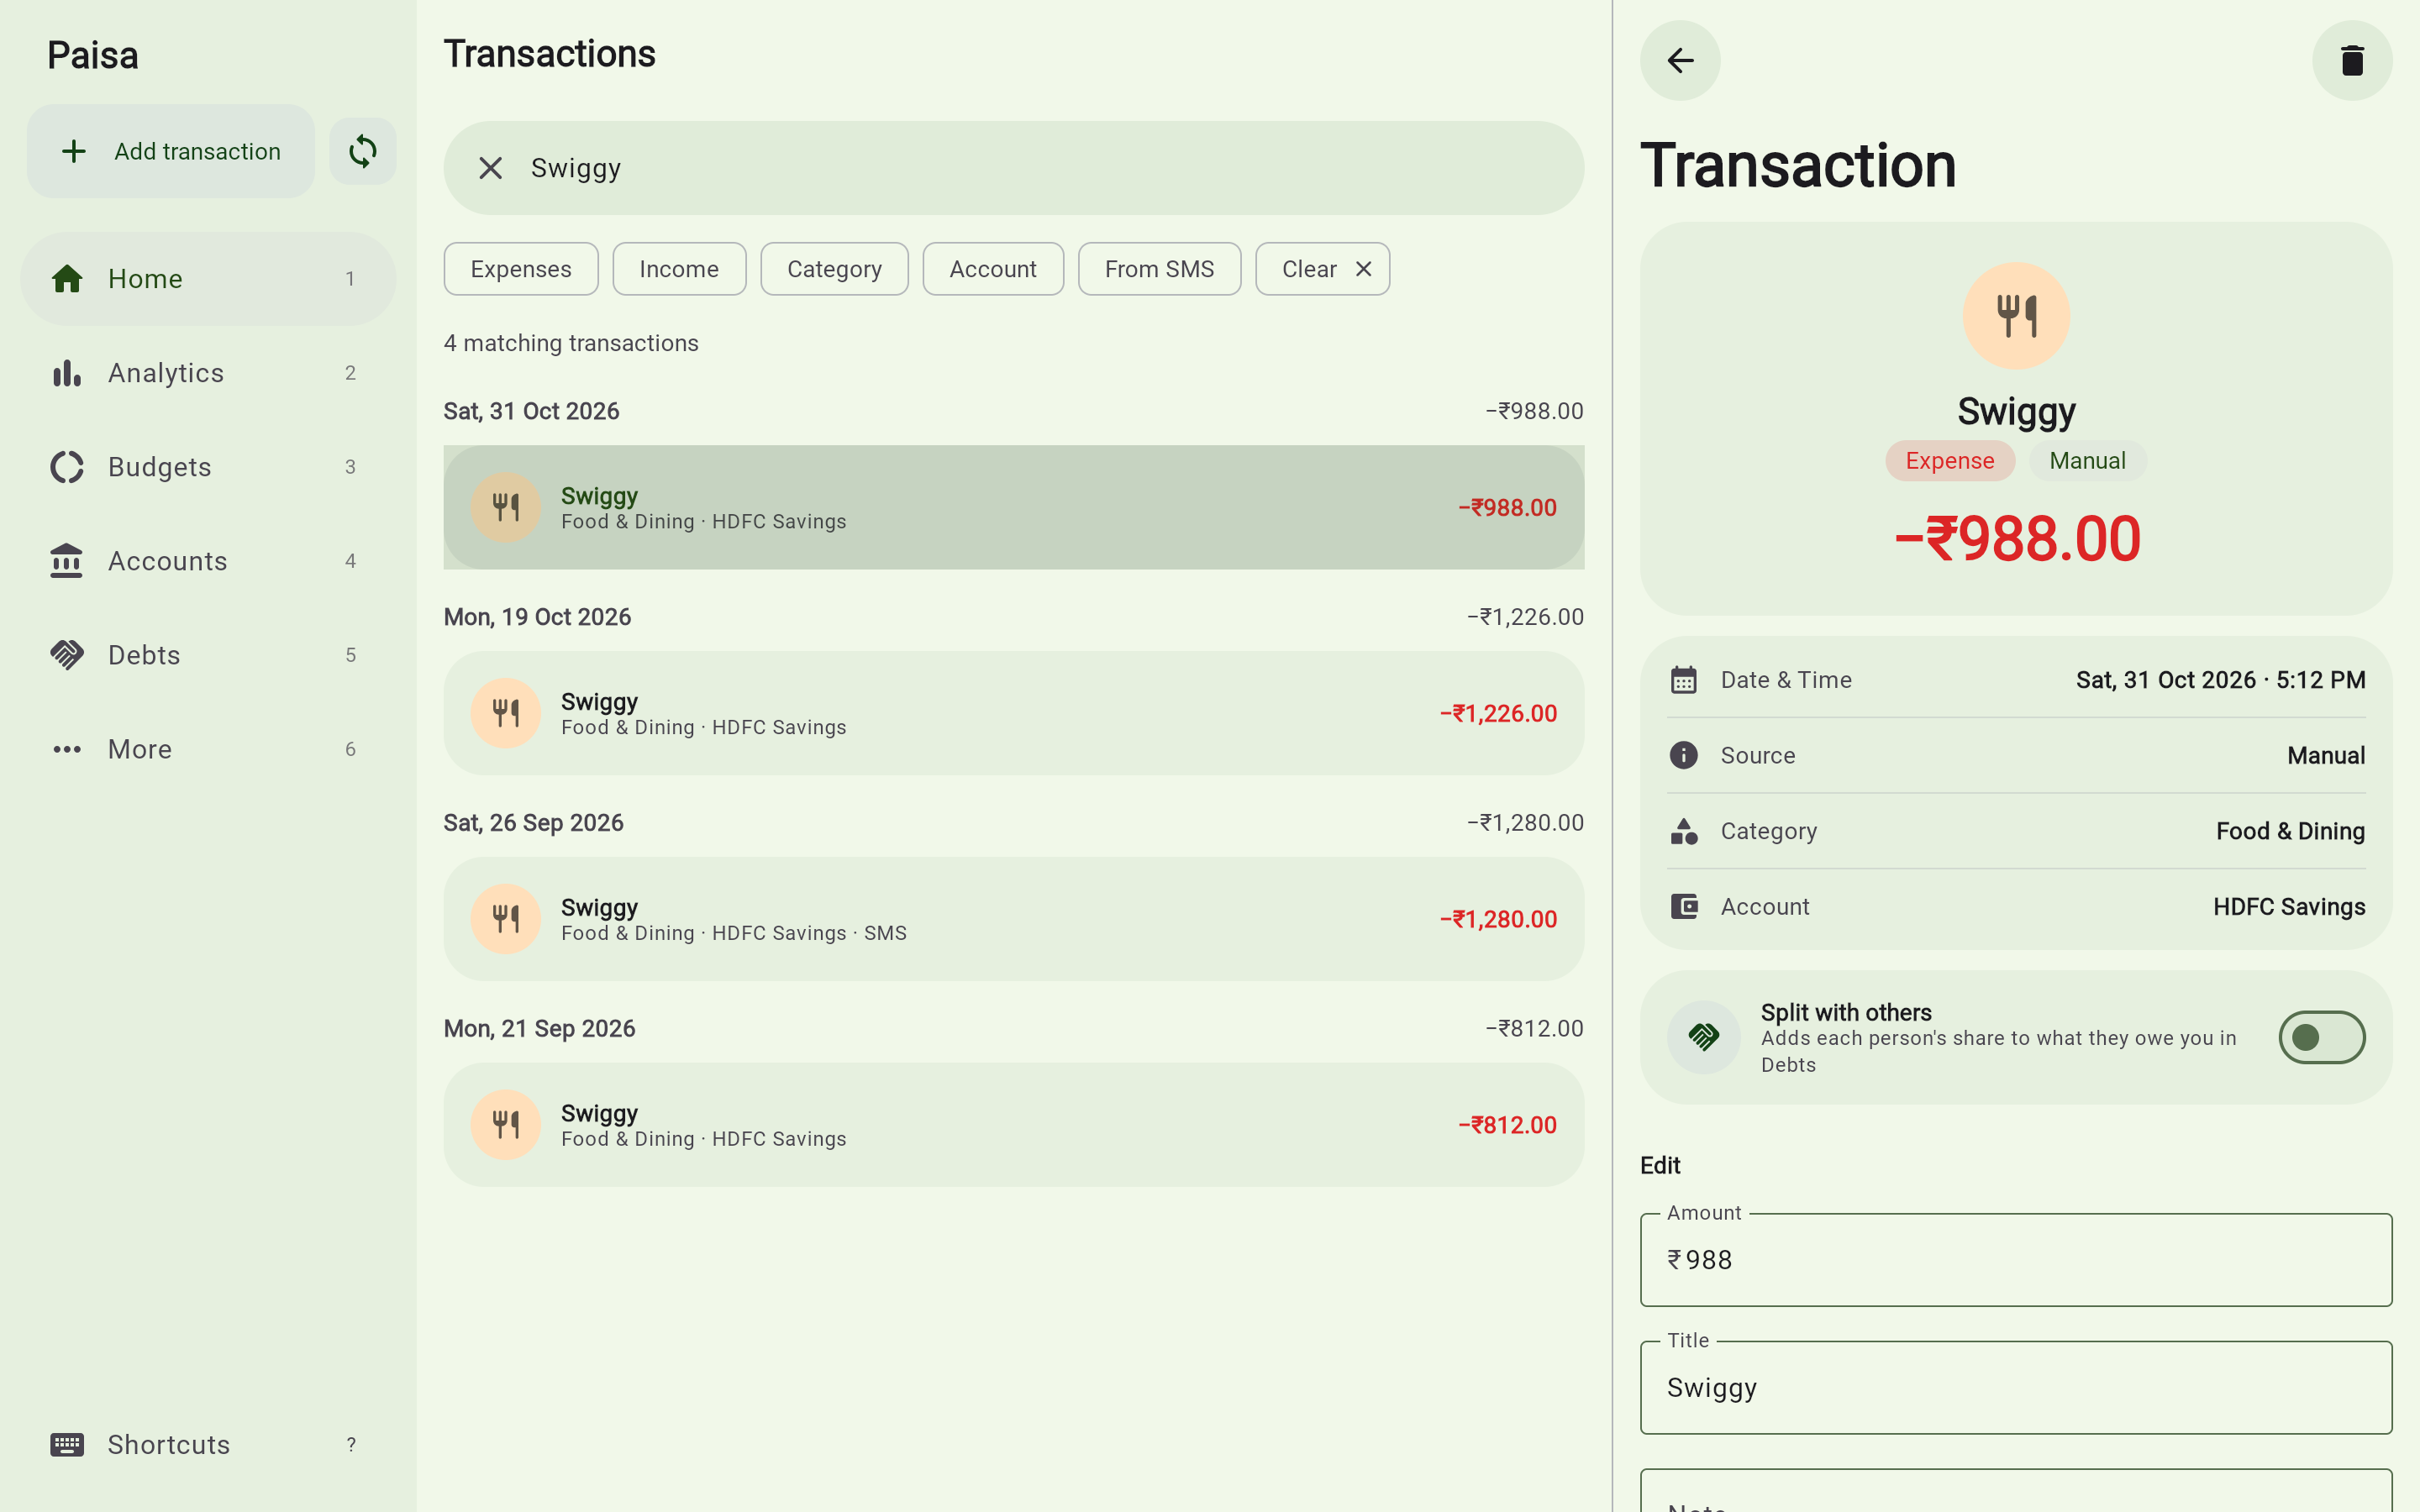 Paisa
Add transaction
Home 1
Analytics 2
Budgets 3
Accounts 4
Debts 5
More 6
Shortcuts ?
Transactions
Swiggy
Expenses Income Category Account From SMS Clear
4 matching transactions
Sat, 31 Oct 2026 −₹988.00
Swiggy
Food & Dining · HDFC Savings
−₹988.00
Mon, 19 Oct 2026 −₹1,226.00
Swiggy
Food & Dining · HDFC Savings
−₹1,226.00
Sat, 26 Sep 2026 −₹1,280.00
Swiggy
Food & Dining · HDFC Savings · SMS
−₹1,280.00
Mon, 21 Sep 2026 −₹812.00
Swiggy
Food & Dining · HDFC Savings
−₹812.00
Transaction
Swiggy
Expense Manual
−₹988.00
Date & Time Sat, 31 Oct 2026 · 5:12 PM
Source Manual
Category Food & Dining
Account HDFC Savings
Split with others
Adds each person's share to what they owe you in
Debts
Edit
Amount
₹988
Title
Swiggy